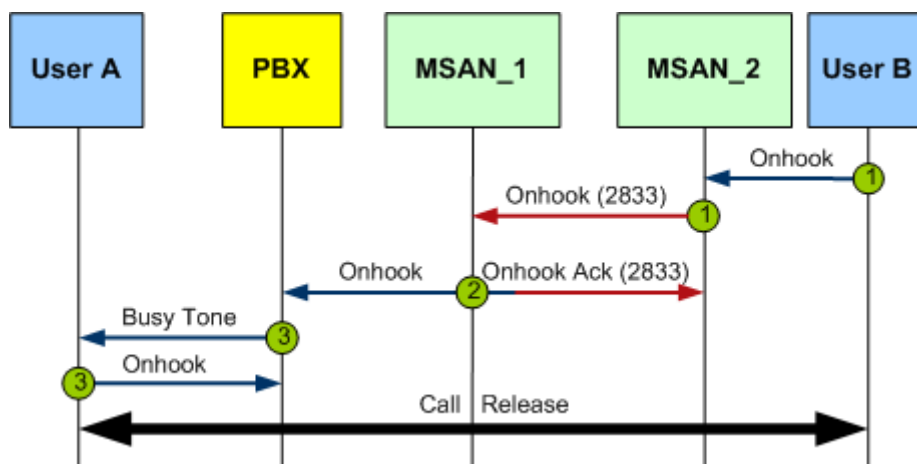 User A
PBX
MSAN_1
MSAN_2
User B
Onhook
1
Onhook (2833)
1
Onhook
2
Onhook Ack (2833)
Busy Tone
3
3
Onhook
Call Release